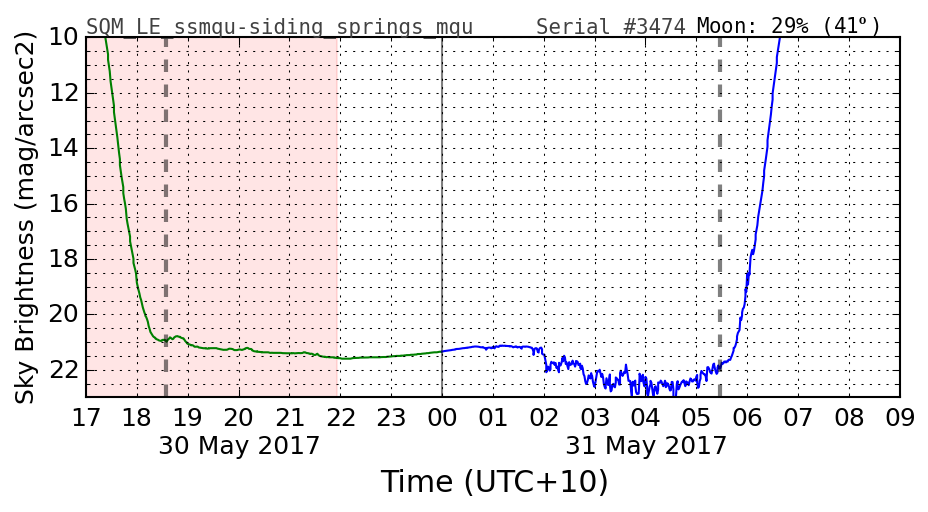 SQM_LE ssmqu-siding_springs_mqu Serial #3474 Moon: 29% (41°)
Sky Brightness (mag/arcsec2)
10
12
14
16
18
20
22
17 18 19 20 21 22 23 00 01 02 03 04 05 06 07 08 09
30 May 2017 31 May 2017
Time (UTC+10)